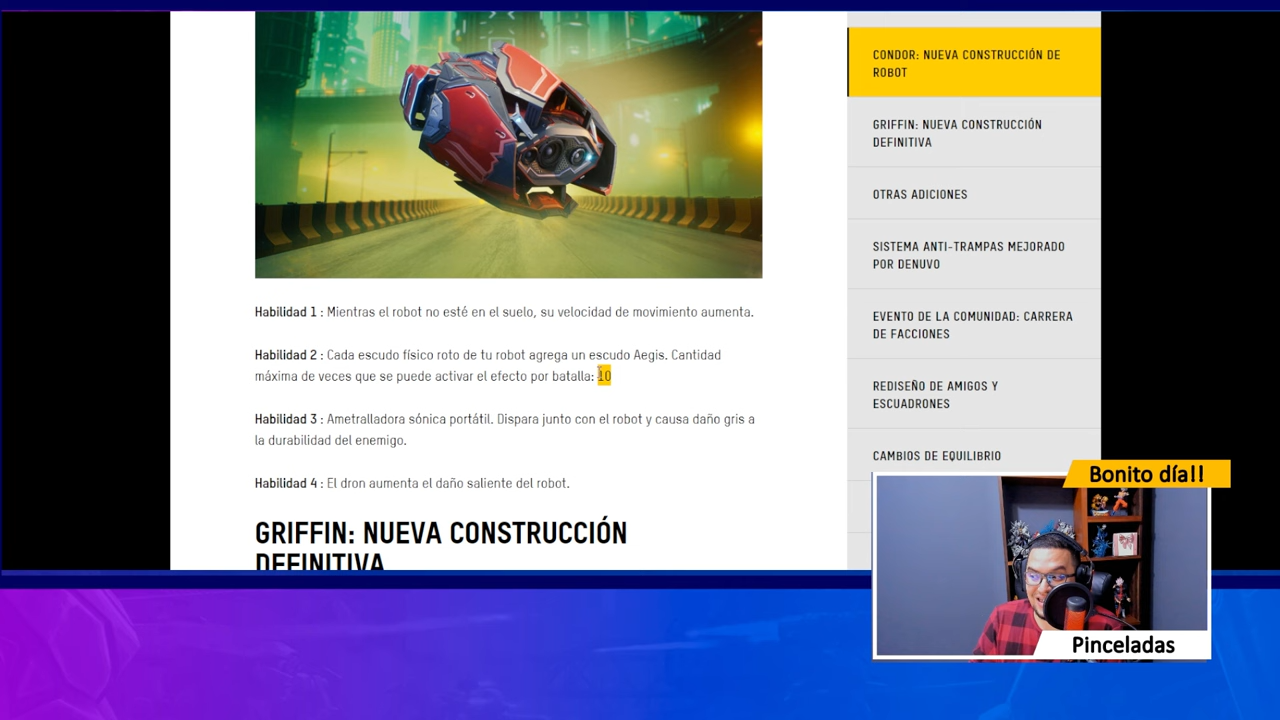 CONDOR: NUEVA CONSTRUCCIÓN DE
ROBOT
GRIFFIN: NUEVA CONSTRUCCIÓN
DEFINITIVA
OTRAS ADICIONES
SISTEMA ANTI-TRAMPAS MEJORADO
POR DENUVO
EVENTO DE LA COMUNIDAD: CARRERA
DE FACCIONES
REDISEÑO DE AMIGOS Y
ESCUADRONES
CAMBIOS DE EQUILIBRIO
Habilidad 1 : Mientras el robot no esté en el suelo, su velocidad de movimiento aumenta.
Habilidad 2 : Cada escudo físico roto de tu robot agrega un escudo Aegis. Cantidad
máxima de veces que se puede activar el efecto por batalla: 10
Habilidad 3 : Ametralladora sónica portátil. Dispara junto con el robot y causa daño gris a
la durabilidad del enemigo.
Habilidad 4 : El dron aumenta el daño saliente del robot.
GRIFFIN: NUEVA CONSTRUCCIÓN
DEFINITIVA
Bonito día!!
Pinceladas